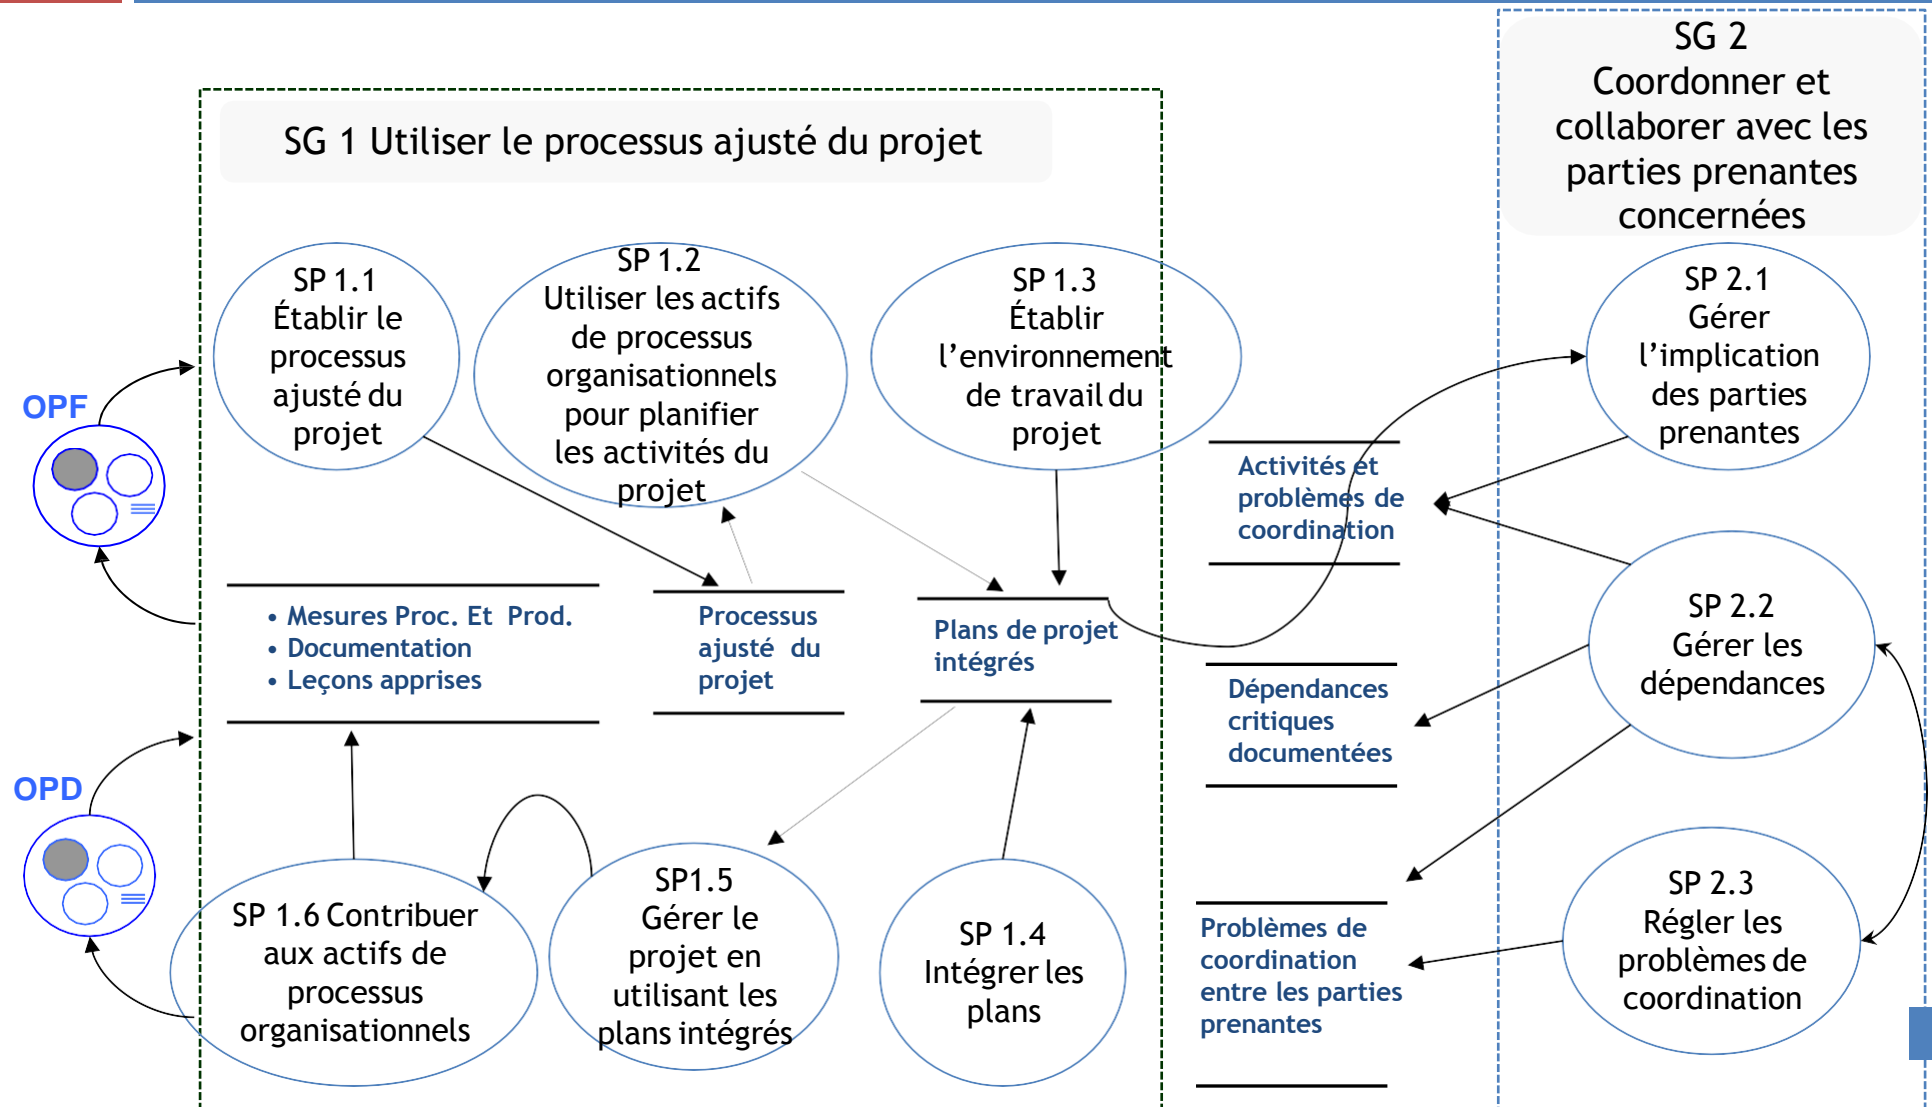 SG 1 Utiliser le processus ajusté du projet
SG 2
Coordonner et
collaborer avec les
parties prenantes
concernées
SP 1.1
Établir le
processus
ajusté du
projet
SP 1.2
Utiliser les actifs
de processus
organisationnels
pour planifier
les activités du
projet
SP 1.3
Établir
l’environnement
de travail du
projet
SP 2.1
Gérer
l’implication
des parties
prenantes
OPF
Activités et
problèmes de
coordination
• Mesures Proc. Et Prod.
• Documentation
• Leçons apprises
Processus
ajusté du
projet
Plans de projet
intégrés
SP 2.2
Gérer les
dépendances
Dépendances
critiques
documentées
OPD
SP 1.6 Contribuer
aux actifs de
processus
organisationnels
SP1.5
Gérer le
projet en
utilisant les
plans intégrés
SP 1.4
Intégrer les
plans
Problèmes de
coordination
entre les parties
prenantes
SP 2.3
Régler les
problèmes de
coordination